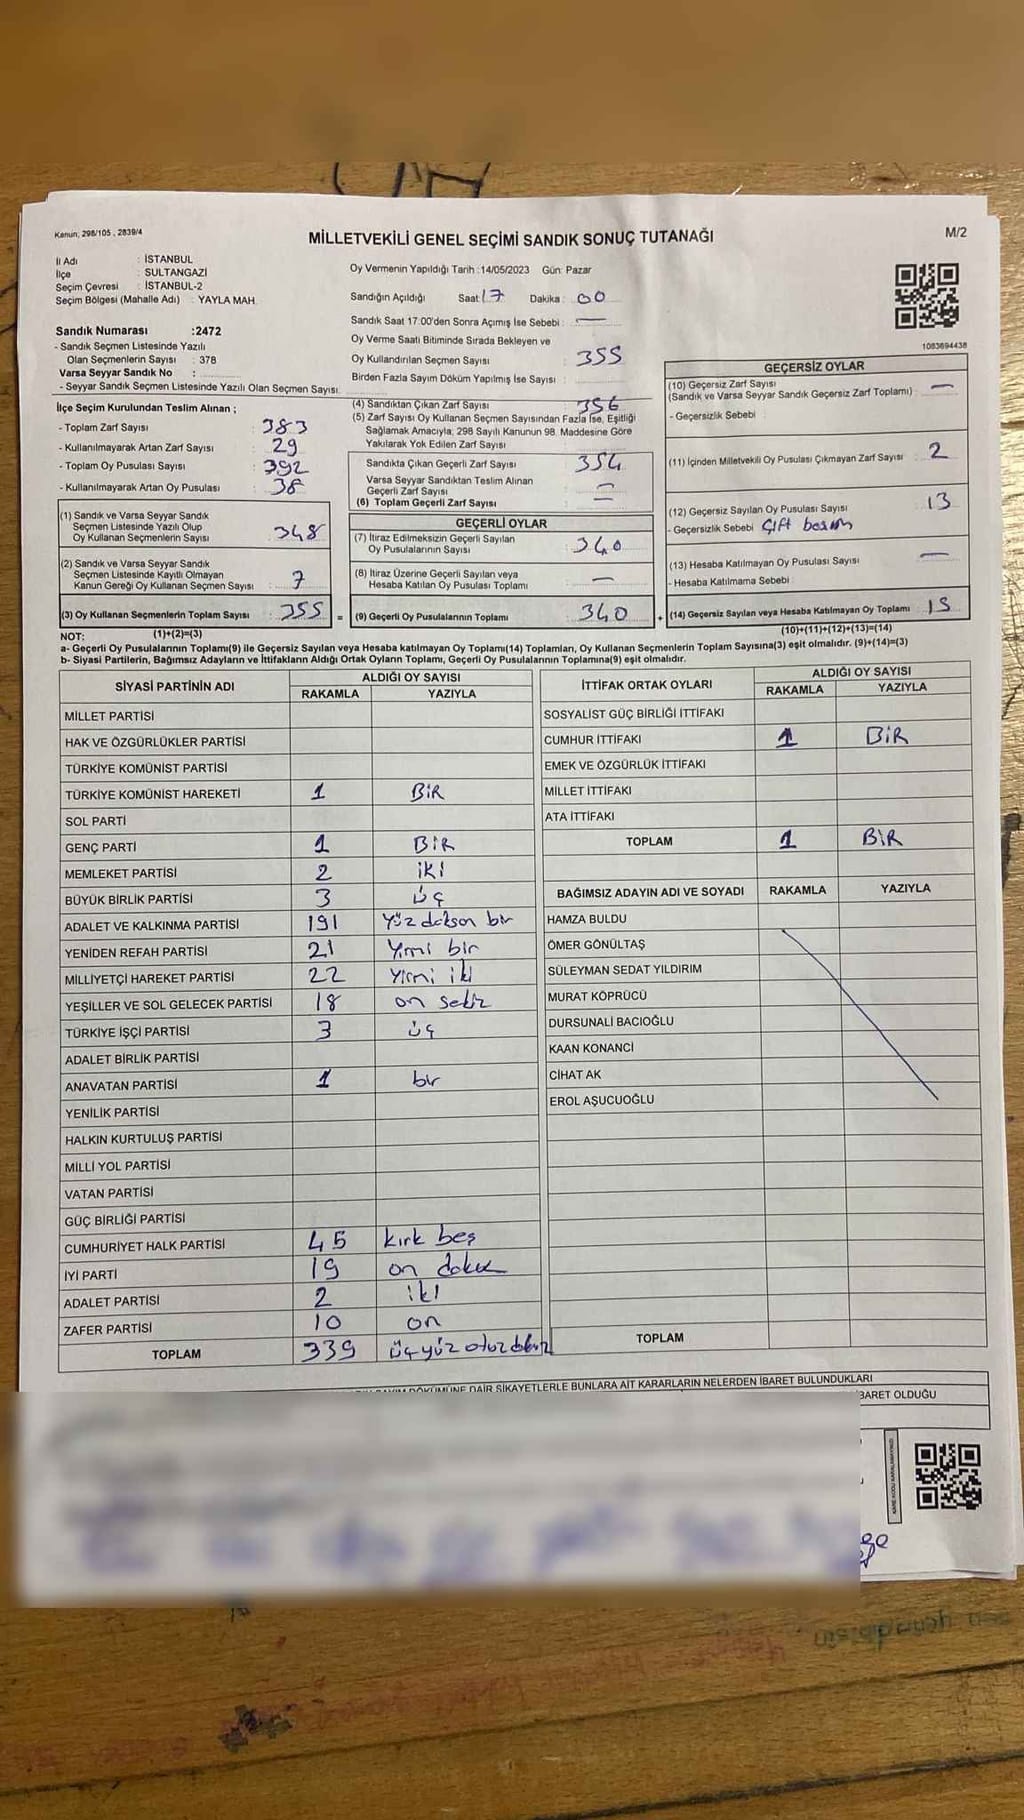 Kanun; 298/105 , 2839/4
MİLLETVEKİLİ GENEL SEÇİMİ SANDIK SONUÇ TUTANAĞI
M/2
İl Adı : İSTANBUL
İlçe : SULTANGAZİ
Seçim Çevresi : İSTANBUL-2
Seçim Bölgesi (Mahalle Adı) : YAYLA MAH.
Sandık Numarası :2472
- Sandık Seçmen Listesinde Yazılı
Olan Seçmenlerin Sayısı : 378
Varsa Seyyar Sandık No :
- Seyyar Sandık Seçmen Listesinde Yazılı Olan Seçmen Sayısı:
Oy Vermenin Yapıldığı Tarih :14/05/2023 Gün: Pazar
Sandığın Açıldığı Saat: 17 Dakika : 00
Sandık Saat 17:00'den Sonra Açılmış İse Sebebi : —
Oy Verme Saati Bitiminde Sırada Bekleyen ve
Oy Kullandırılan Seçmen Sayısı : 355
Birden Fazla Sayım Döküm Yapılmış İse Sayısı :
1083694438
İlçe Seçim Kurulundan Teslim Alınan ;
- Toplam Zarf Sayısı : 383
- Kullanılmayarak Artan Zarf Sayısı : 29
- Toplam Oy Pusulası Sayısı : 392
- Kullanılmayarak Artan Oy Pusulası : 38
(1) Sandık ve Varsa Seyyar Sandık
Seçmen Listesinde Yazılı Olup
Oy Kullanan Seçmenlerin Sayısı : 348
(2) Sandık ve Varsa Seyyar Sandık
Seçmen Listesinde Kayıtlı Olmayan
Kanun Gereği Oy Kullanan Seçmen Sayısı : 7
(3) Oy Kullanan Seçmenlerin Toplam Sayısı : 355 =
(4) Sandıktan Çıkan Zarf Sayısı : 356
(5) Zarf Sayısı Oy Kullanan Seçmen Sayısından Fazla İse, Eşitliği
Sağlamak Amacıyla; 298 Sayılı Kanunun 98. Maddesine Göre
Yakılarak Yok Edilen Zarf Sayısı :
Sandıkta Çıkan Geçerli Zarf Sayısı : 354
Varsa Seyyar Sandıktan Teslim Alınan
Geçerli Zarf Sayısı : —
(6) Toplam Geçerli Zarf Sayısı : —
GEÇERLİ OYLAR
(7) İtiraz Edilmeksizin Geçerli Sayılan
Oy Pusulalarının Sayısı : 340
(8) İtiraz Üzerine Geçerli Sayılan veya
Hesaba Katılan Oy Pusulası Toplamı : —
(9) Geçerli Oy Pusulalarının Toplamı : 340 +
GEÇERSİZ OYLAR
(10) Geçersiz Zarf Sayısı
(Sandık ve Varsa Seyyar Sandık Geçersiz Zarf Toplamı) : —
- Geçersizlik Sebebi :
(11) İçinden Milletvekili Oy Pusulası Çıkmayan Zarf Sayısı : 2
(12) Geçersiz Sayılan Oy Pusulası Sayısı : 13
- Geçersizlik Sebebi : Çift basım
(13) Hesaba Katılmayan Oy Pusulası Sayısı : —
- Hesaba Katılmama Sebebi :
(14) Geçersiz Sayılan veya Hesaba Katılmayan Oy Toplamı : 15
NOT: (1)+(2)=(3) (10)+(11)+(12)+(13)=(14)
a- Geçerli Oy Pusulalarının Toplamı(9) ile Geçersiz Sayılan veya Hesaba katılmayan Oy Toplamı(14) Toplamları, Oy Kullanan Seçmenlerin Toplam Sayısına(3) eşit olmalıdır. (9)+(14)=(3)
b- Siyasi Partilerin, Bağımsız Adayların ve İttifakların Aldığı Ortak Oyların Toplamı, Geçerli Oy Pusulalarının Toplamına(9) eşit olmalıdır.
SİYASİ PARTİNİN ADI ALDIĞI OY SAYISI
RAKAMLA YAZIYLA
MİLLET PARTİSİ
HAK VE ÖZGÜRLÜKLER PARTİSİ
TÜRKİYE KOMÜNİST PARTİSİ
TÜRKİYE KOMÜNİST HAREKETİ 1 BİR
SOL PARTİ
GENÇ PARTİ 1 BİR
MEMLEKET PARTİSİ 2 iki
BÜYÜK BİRLİK PARTİSİ 3 üç
ADALET VE KALKINMA PARTİSİ 191 Yüz doksan bir
YENİDEN REFAH PARTİSİ 21 Yirmi bir
MİLLİYETÇİ HAREKET PARTİSİ 22 Yirmi iki
YEŞİLLER VE SOL GELECEK PARTİSİ 18 on sekiz
TÜRKİYE İŞÇİ PARTİSİ 3 üç
ADALET BİRLİK PARTİSİ
ANAVATAN PARTİSİ 1 bir
YENİLİK PARTİSİ
HALKIN KURTULUŞ PARTİSİ
MİLLİ YOL PARTİSİ
VATAN PARTİSİ
GÜÇ BİRLİĞİ PARTİSİ
CUMHURİYET HALK PARTİSİ 45 kırk beş
İYİ PARTİ 19 on dokuz
ADALET PARTİSİ 2 iki
ZAFER PARTİSİ 10 on
TOPLAM 339 üçyüz otuz dokuz
İTTİFAK ORTAK OYLARI ALDIĞI OY SAYISI
RAKAMLA YAZIYLA
SOSYALİST GÜÇ BİRLİĞİ İTTİFAKI
CUMHUR İTTİFAKI 1 BİR
EMEK VE ÖZGÜRLÜK İTTİFAKI
MİLLET İTTİFAKI
ATA İTTİFAKI
TOPLAM 1 BİR
BAĞIMSIZ ADAYIN ADI VE SOYADI RAKAMLA YAZIYLA
HAMZA BULDU
ÖMER GÖNÜLTAŞ
SÜLEYMAN SEDAT YILDIRIM
MURAT KÖPRÜCÜ
DURSUNALİ BACIOĞLU
KAAN KONANCİ
CİHAT AK
EROL AŞUCUOĞLU
TOPLAM
DÖKÜMÜNE DAİR ŞİKAYETLERLE BUNLARA AİT KARARLARIN NELERDEN İBARET BULUNDUKLARI
İBARET OLDUĞU